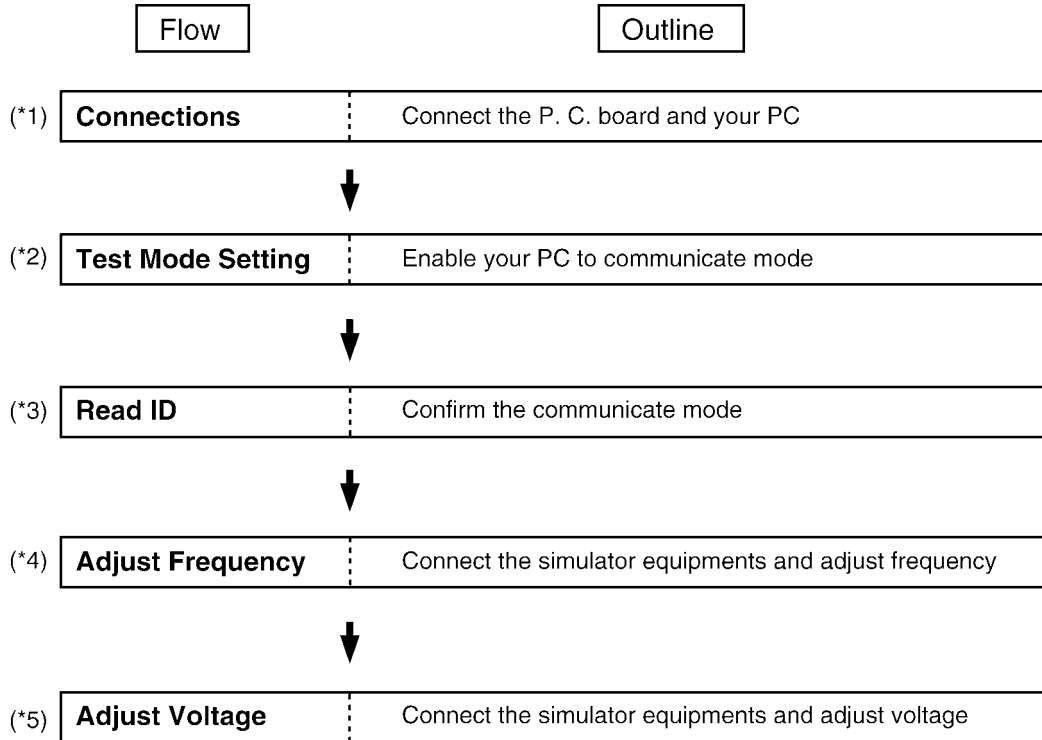 Flow Outline
(*1) Connections Connect the P. C. board and your PC
(*2) Test Mode Setting Enable your PC to communicate mode
(*3) Read ID Confirm the communicate mode
(*4) Adjust Frequency Connect the simulator equipments and adjust frequency
(*5) Adjust Voltage Connect the simulator equipments and adjust voltage